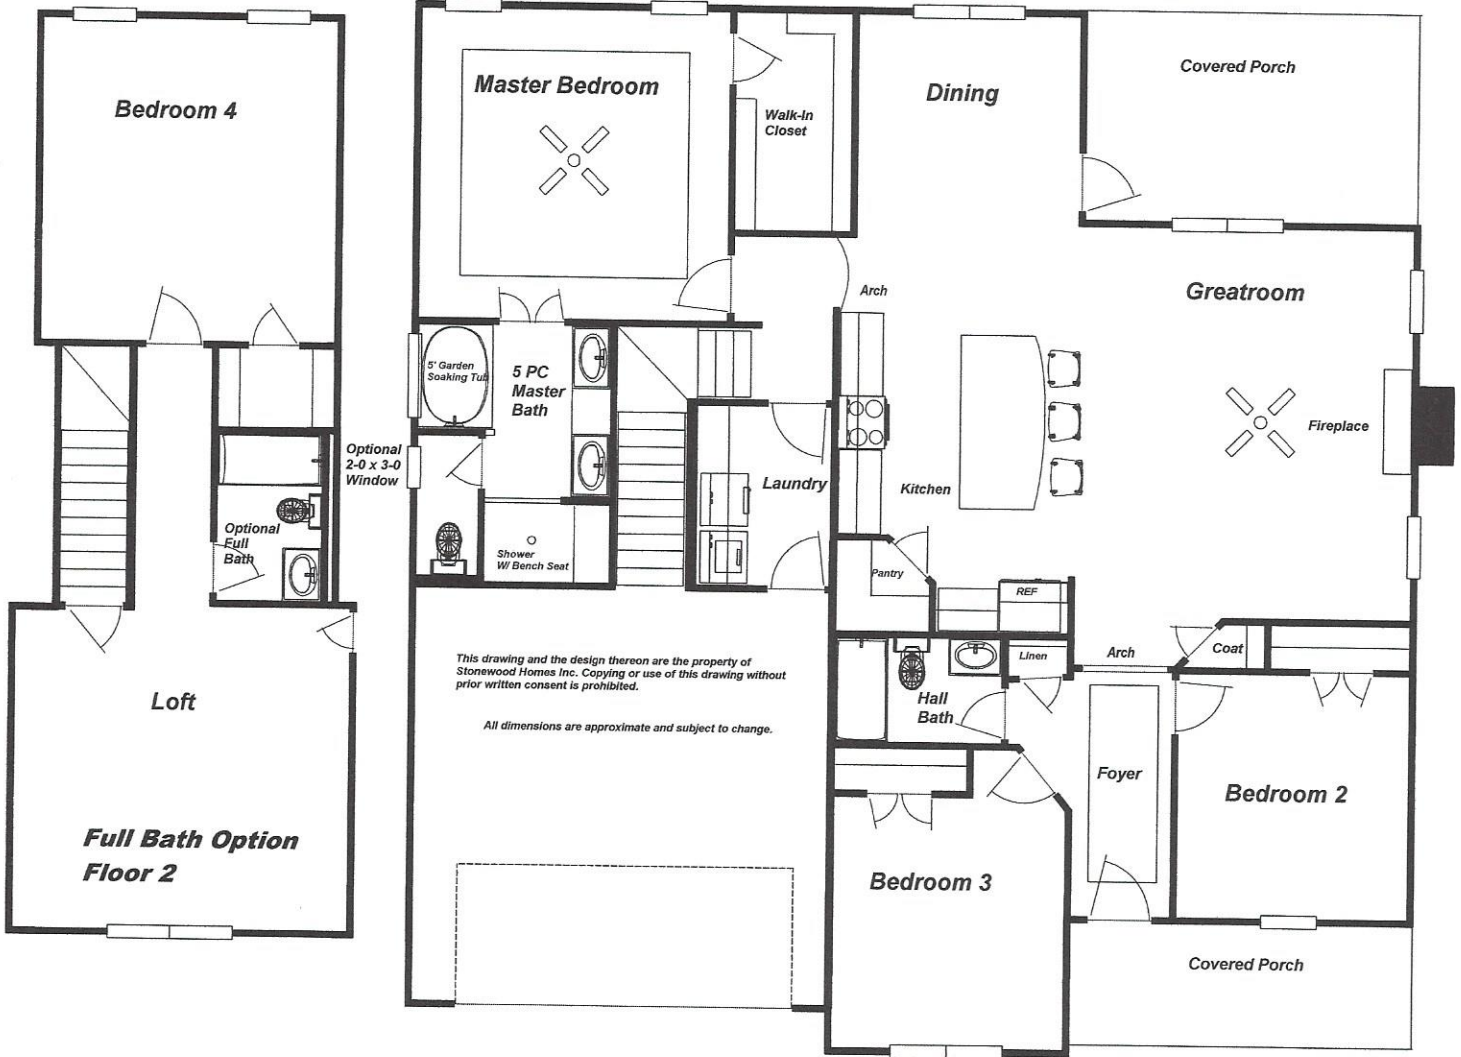 Bedroom 4
Optional
Full
Bath
Loft
Full Bath Option
Floor 2
Master Bedroom
Walk-In
Closet
Dining
Covered Porch
Arch
Greatroom
5' Garden
Soaking Tub
5 PC
Master
Bath
Optional
2-0 x 3-0
Window
Fireplace
Laundry
Kitchen
Shower
W/ Bench Seat
Pantry
REF
This drawing and the design thereon are the property of
Stonewood Homes Inc. Copying or use of this drawing without
prior written consent is prohibited.
All dimensions are approximate and subject to change.
Linen
Arch
Coat
Hall
Bath
Foyer
Bedroom 2
Bedroom 3
Covered Porch